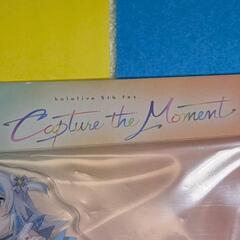 hololive 5th fes.
Capture the Moment